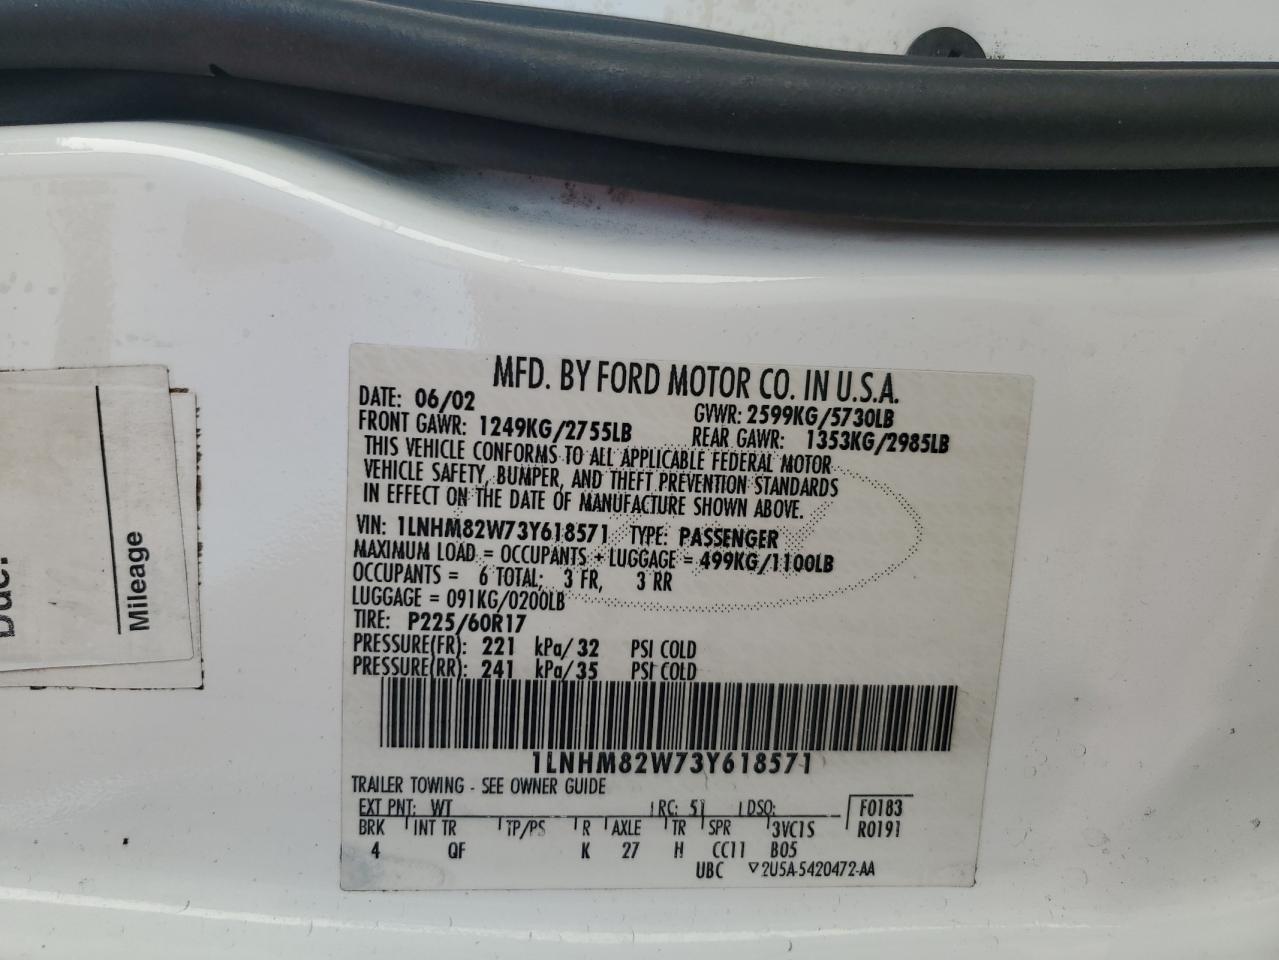 MFD. BY FORD MOTOR CO. IN U.S.A.
DATE: 06/02 GVWR: 2599KG/5730LB
FRONT GAWR: 1249KG/2755LB REAR GAWR: 1353KG/2985LB
THIS VEHICLE CONFORMS TO ALL APPLICABLE FEDERAL MOTOR
VEHICLE SAFETY, BUMPER, AND THEFT PREVENTION STANDARDS
IN EFFECT ON THE DATE OF MANUFACTURE SHOWN ABOVE.
VIN: 1LNHM82W73Y618571 TYPE: PASSENGER
MAXIMUM LOAD = OCCUPANTS + LUGGAGE = 499KG/1100LB
OCCUPANTS = 6 TOTAL; 3 FR, 3 RR
LUGGAGE = 091KG/0200LB
TIRE: P225/60R17
PRESSURE(FR): 221 kPa/32 PSI COLD
PRESSURE(RR): 241 kPa/35 PSI COLD
1LNHM82W73Y618571
TRAILER TOWING - SEE OWNER GUIDE
EXT PNT: WT RC: 51 DSO: F0183
BRK INT TR TP/PS R AXLE TR SPR 3VC1S R0191
4 QF K 27 H CC11 B05
UBC ▽2U5A-5420472-AA
Mileage